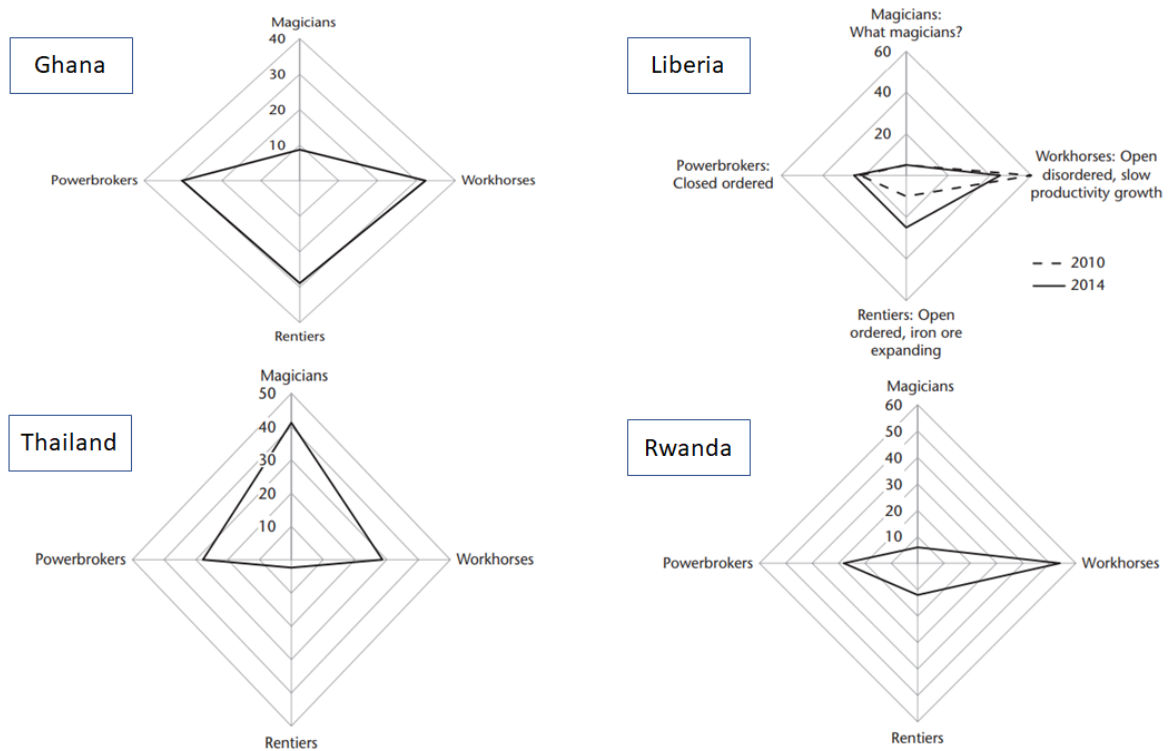 Ghana
Magicians
40
30
20
10
Powerbrokers
Workhorses
Rentiers
Liberia
Magicians:
What magicians?
60
40
20
Powerbrokers:
Closed ordered
Workhorses: Open
disordered, slow
productivity growth
2010
2014
Rentiers: Open
ordered, iron ore
expanding
Thailand
Magicians
50
40
30
20
10
Powerbrokers
Workhorses
Rentiers
Rwanda
Magicians
60
50
40
30
20
10
Powerbrokers
Workhorses
Rentiers